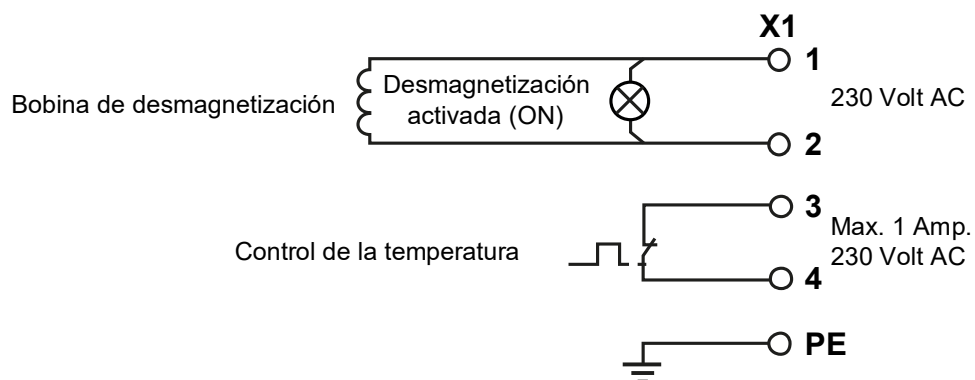 X1
1
Bobina de desmagnetización
Desmagnetización
activada (ON)
230 Volt AC
2
3
Control de la temperatura
Max. 1 Amp.
230 Volt AC
4
PE